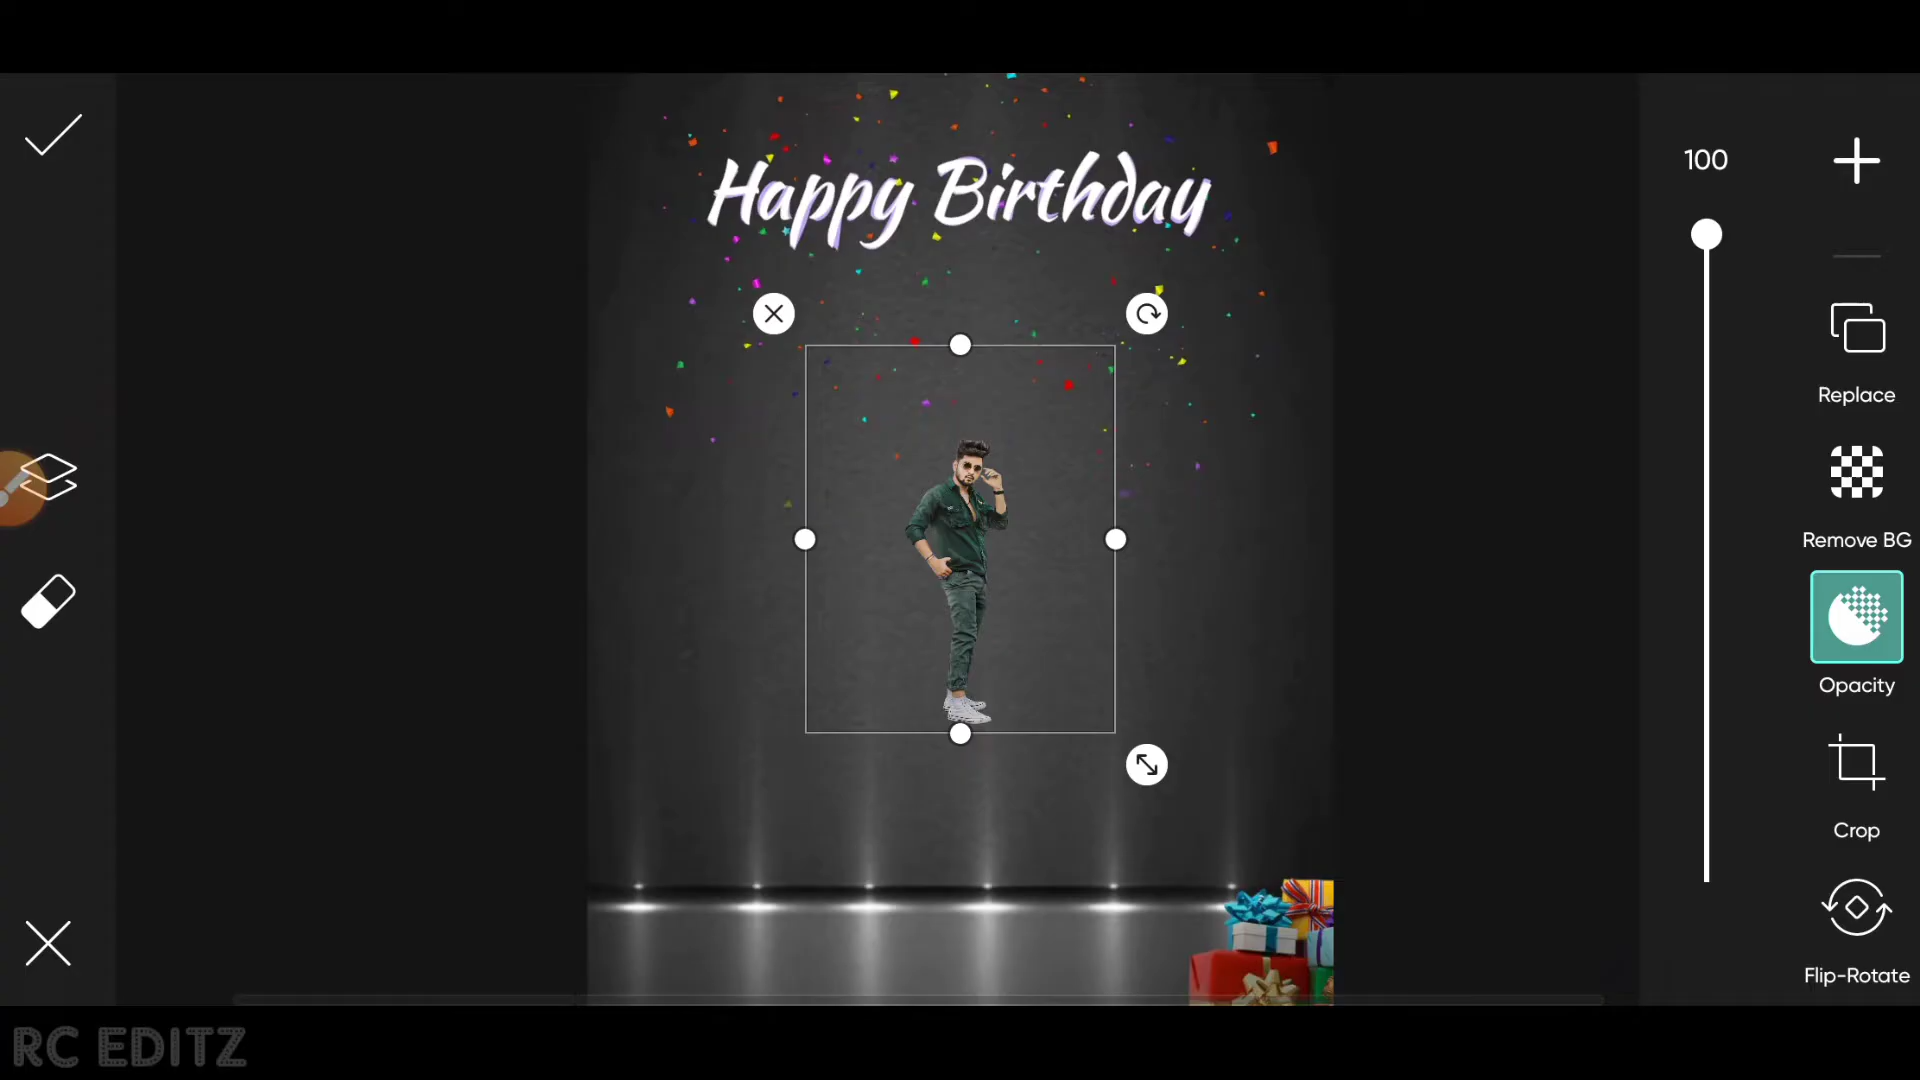 Happy Birthday
100
Replace
Remove BG
Opacity
Crop
Flip-Rotate
RC EDITZ